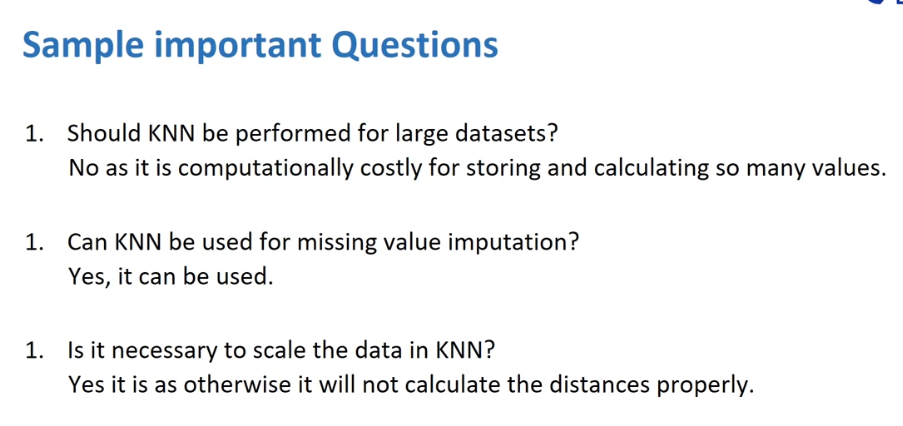 Sample important Questions
1. Should KNN be performed for large datasets?
No as it is computationally costly for storing and calculating so many values.
1. Can KNN be used for missing value imputation?
Yes, it can be used.
1. Is it necessary to scale the data in KNN?
Yes it is as otherwise it will not calculate the distances properly.